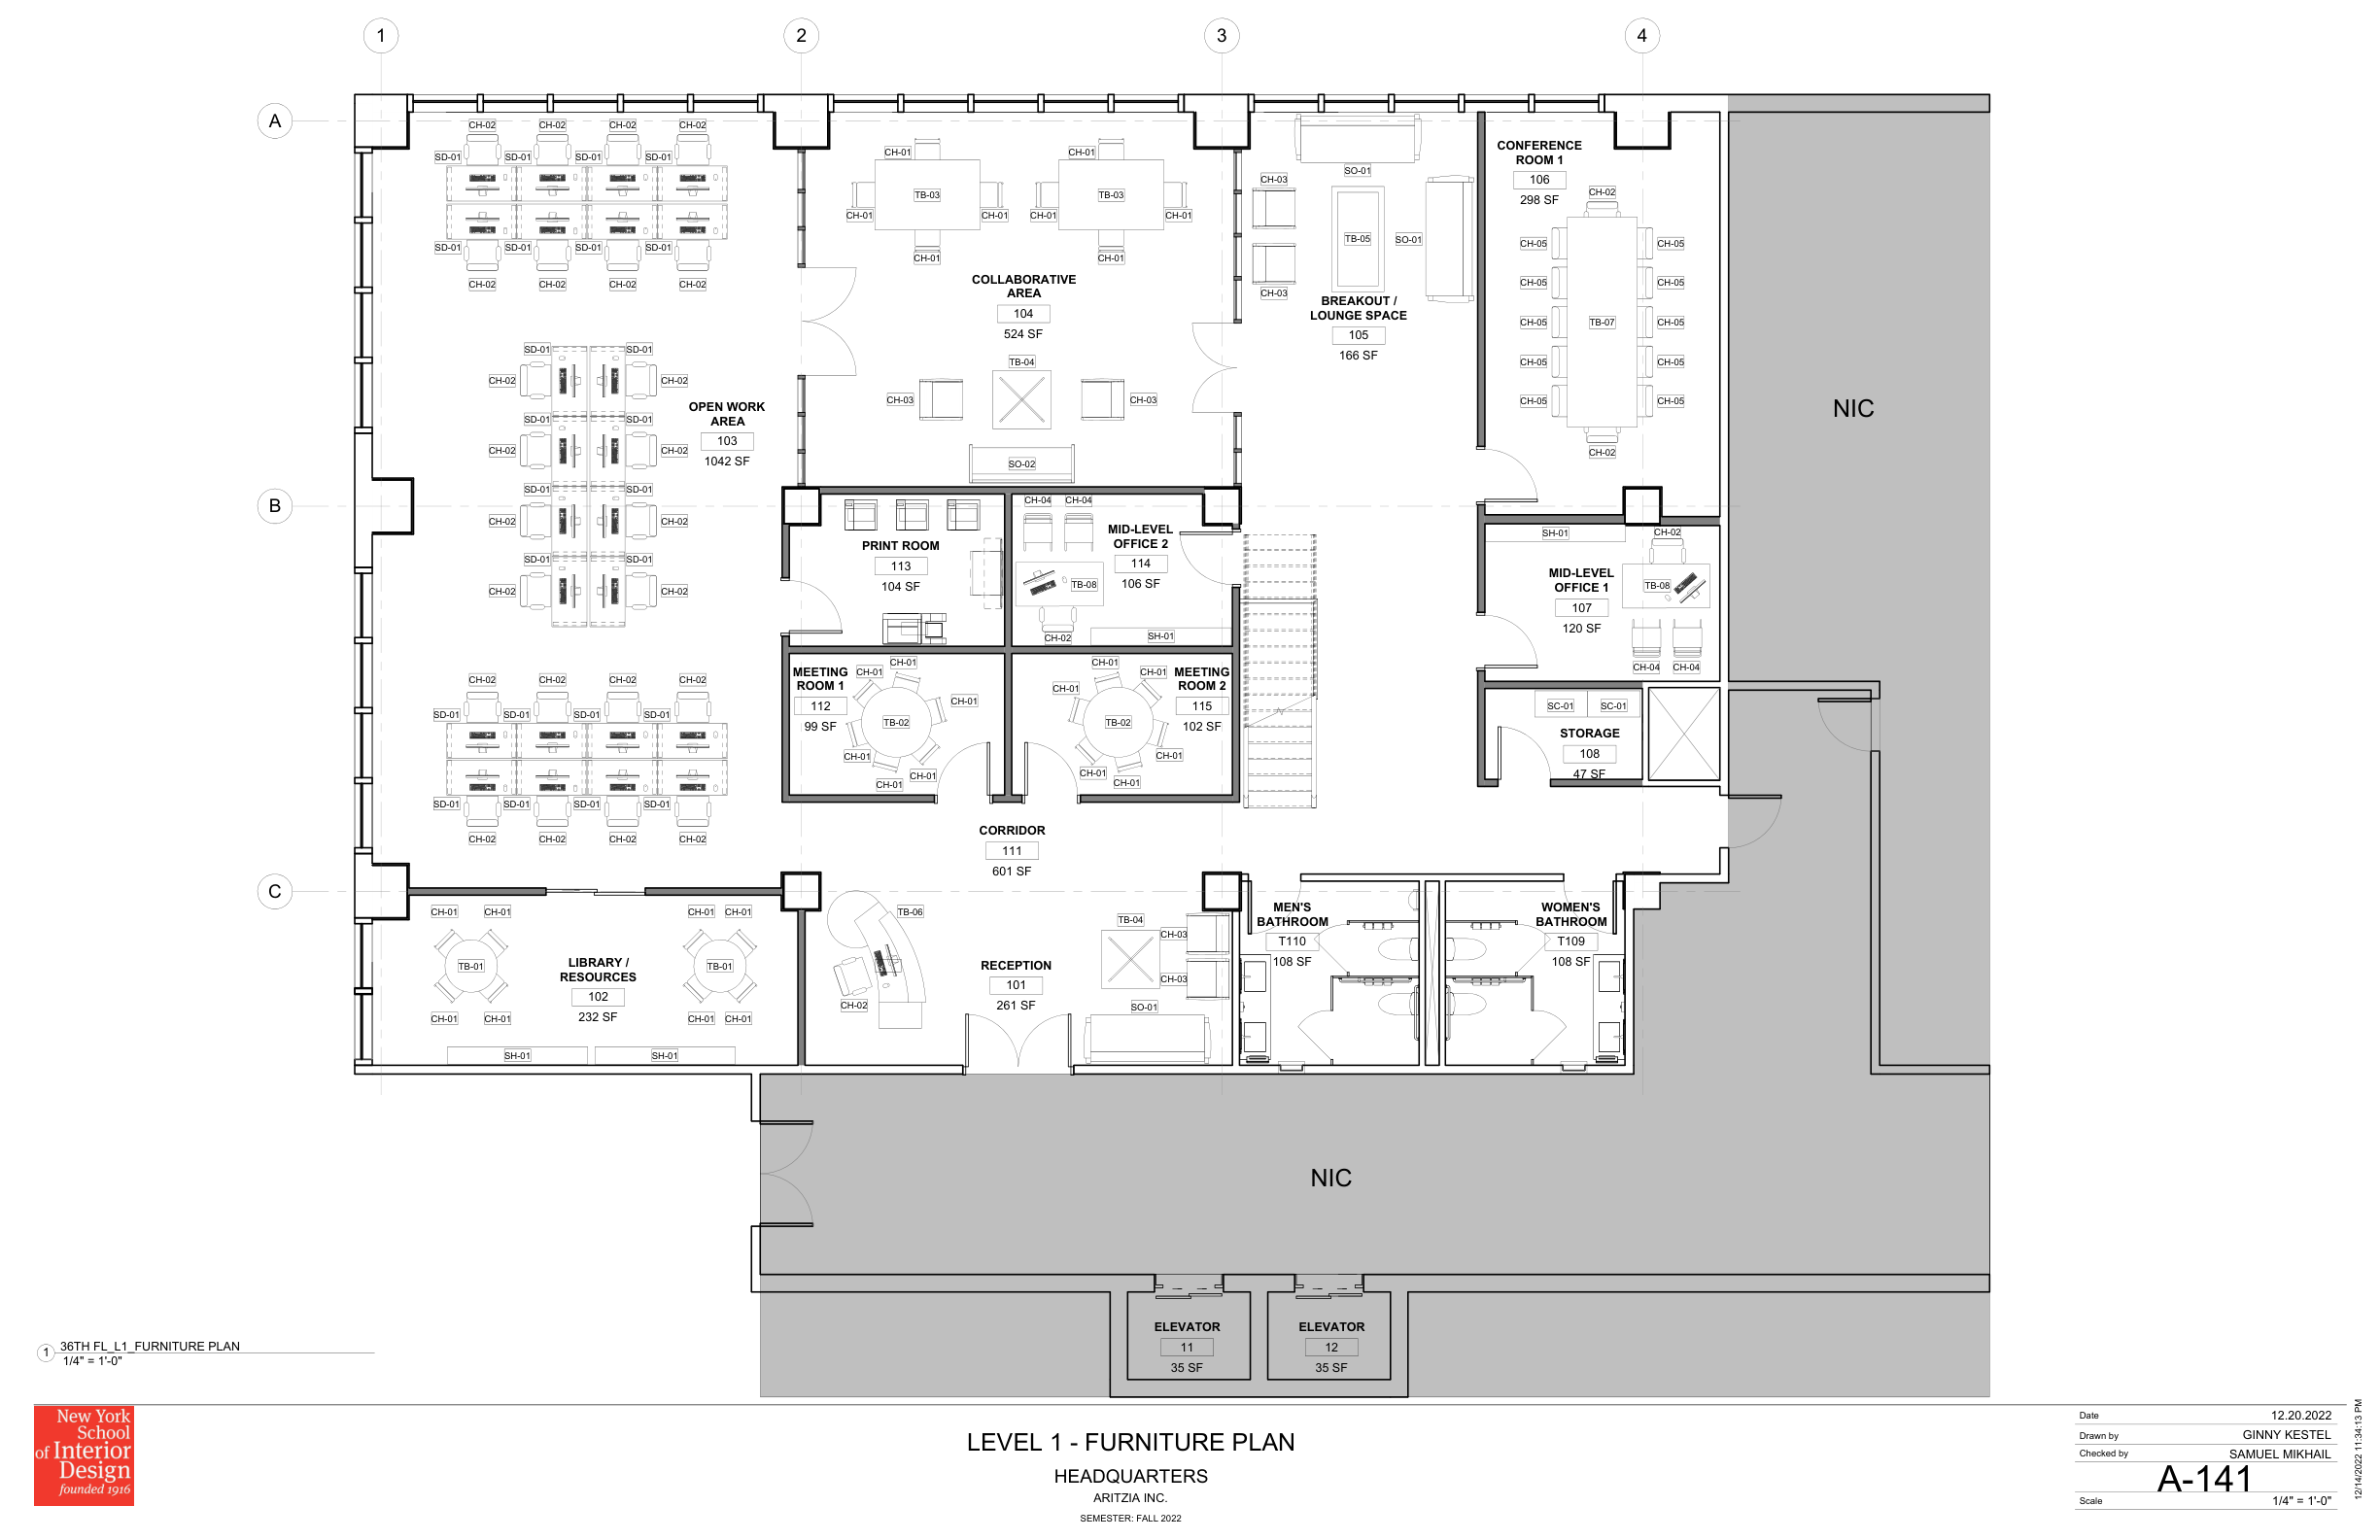 1
2
3
4
A
B
C
CH-02 CH-02 CH-02 CH-02
SD-01 SD-01 SD-01 SD-01
SD-01 SD-01 SD-01 SD-01
CH-02 CH-02 CH-02 CH-02
SD-01 SD-01
CH-02 CH-02
SD-01 SD-01
CH-02 CH-02
SD-01 SD-01
CH-02 CH-02
SD-01 SD-01
CH-02 CH-02
OPEN WORK
AREA
103
1042 SF
CH-02 CH-02 CH-02 CH-02
SD-01 SD-01 SD-01 SD-01
SD-01 SD-01 SD-01 SD-01
CH-02 CH-02 CH-02 CH-02
CH-01 CH-01
TB-03 TB-03
CH-01 CH-01 CH-01 CH-01
CH-01 CH-01
COLLABORATIVE
AREA
104
524 SF
TB-04
CH-03 CH-03
SO-02
SO-01
CH-03
TB-05 SO-01
CH-03
BREAKOUT /
LOUNGE SPACE
105
166 SF
CONFERENCE
ROOM 1
106
298 SF
CH-02
CH-05 CH-05
CH-05 CH-05
CH-05 TB-07 CH-05
CH-05 CH-05
CH-05 CH-05
CH-02
NIC
PRINT ROOM
113
104 SF
CH-04 CH-04
MID-LEVEL
OFFICE 2
114
106 SF
TB-08
CH-02 SH-01
SH-01 CH-02
MID-LEVEL
OFFICE 1
107
120 SF
TB-08
CH-04 CH-04
MEETING
ROOM 1
112
99 SF
CH-01
CH-01
CH-01
TB-02
CH-01
CH-01
CH-01
CH-01
CH-01
CH-01
TB-02
CH-01
CH-01
CH-01
MEETING
ROOM 2
115
102 SF
SC-01 SC-01
STORAGE
108
47 SF
CORRIDOR
111
601 SF
CH-01 CH-01 CH-01 CH-01
TB-01 TB-01
LIBRARY /
RESOURCES
102
232 SF
CH-01 CH-01 CH-01 CH-01
SH-01 SH-01
TB-06
CH-02
RECEPTION
101
261 SF
TB-04
CH-03
CH-03
SO-01
MEN'S
BATHROOM
T110
108 SF
WOMEN'S
BATHROOM
T109
108 SF
NIC
ELEVATOR
11
35 SF
ELEVATOR
12
35 SF
1
36TH FL_L1_FURNITURE PLAN
1/4" = 1'-0"
New York
School
of Interior
Design
founded 1916
LEVEL 1 - FURNITURE PLAN
HEADQUARTERS
ARITZIA INC.
SEMESTER: FALL 2022
Date 12.20.2022
Drawn by GINNY KESTEL
Checked by SAMUEL MIKHAIL
A-141
Scale 1/4" = 1'-0"
12/14/2022 11:34:13 PM